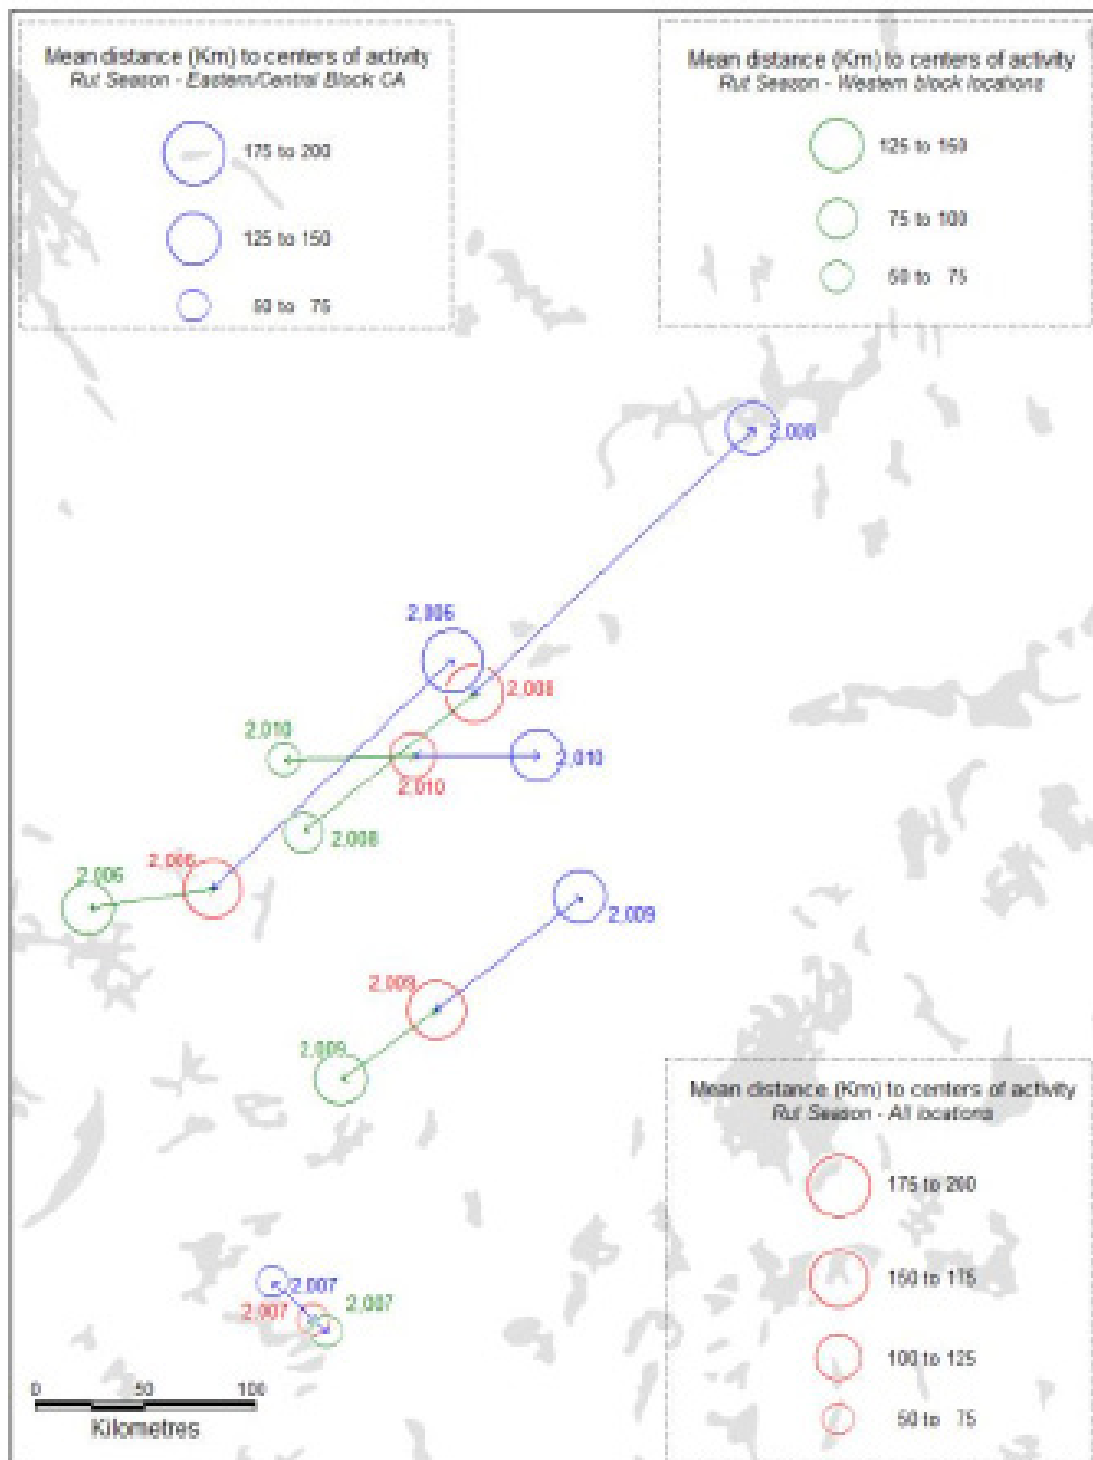 Mean distance (Km) to centers of activity
Rut Season - Eastern/Central Block CA
175 to 200
125 to 150
50 to 75
Mean distance (Km) to centers of activity
Rut Season - Western block locations
125 to 150
75 to 100
50 to 75
2,008
2,006
2,008
2,010
2,010
2,010
2,008
2,006
2,006
2,009
2,009
2,009
Mean distance (Km) to centers of activity
Rut Season - All locations
175 to 200
150 to 175
100 to 125
50 to 75
2,007
2,007
2,007
0 50 100
Kilometres